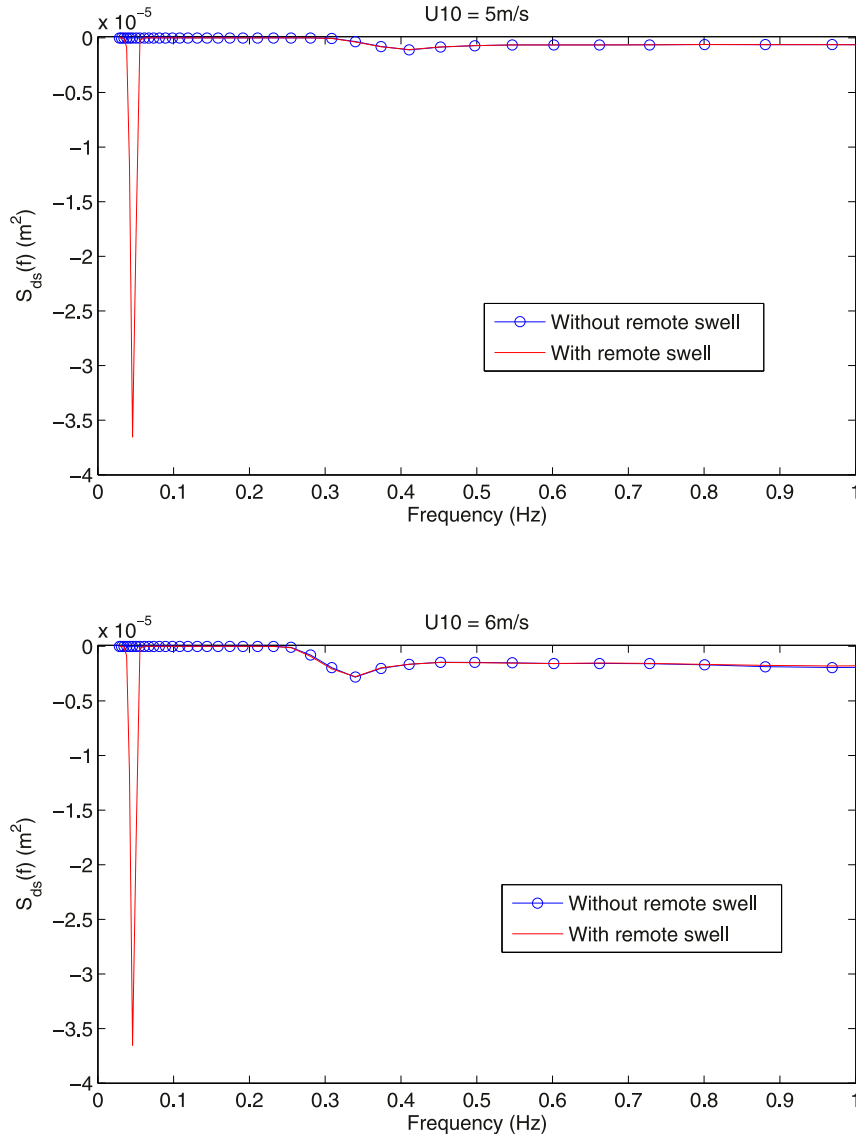 U10 = 5m/s
x 10⁻⁵
0
−0.5
−1
−1.5
−2
−2.5
−3
−3.5
−4
S_ds(f) (m²)
Without remote swell
With remote swell
0 0.1 0.2 0.3 0.4 0.5 0.6 0.7 0.8 0.9 1
Frequency (Hz)
U10 = 6m/s
x 10⁻⁵
0
−0.5
−1
−1.5
−2
−2.5
−3
−3.5
−4
S_ds(f) (m²)
Without remote swell
With remote swell
0 0.1 0.2 0.3 0.4 0.5 0.6 0.7 0.8 0.9 1
Frequency (Hz)